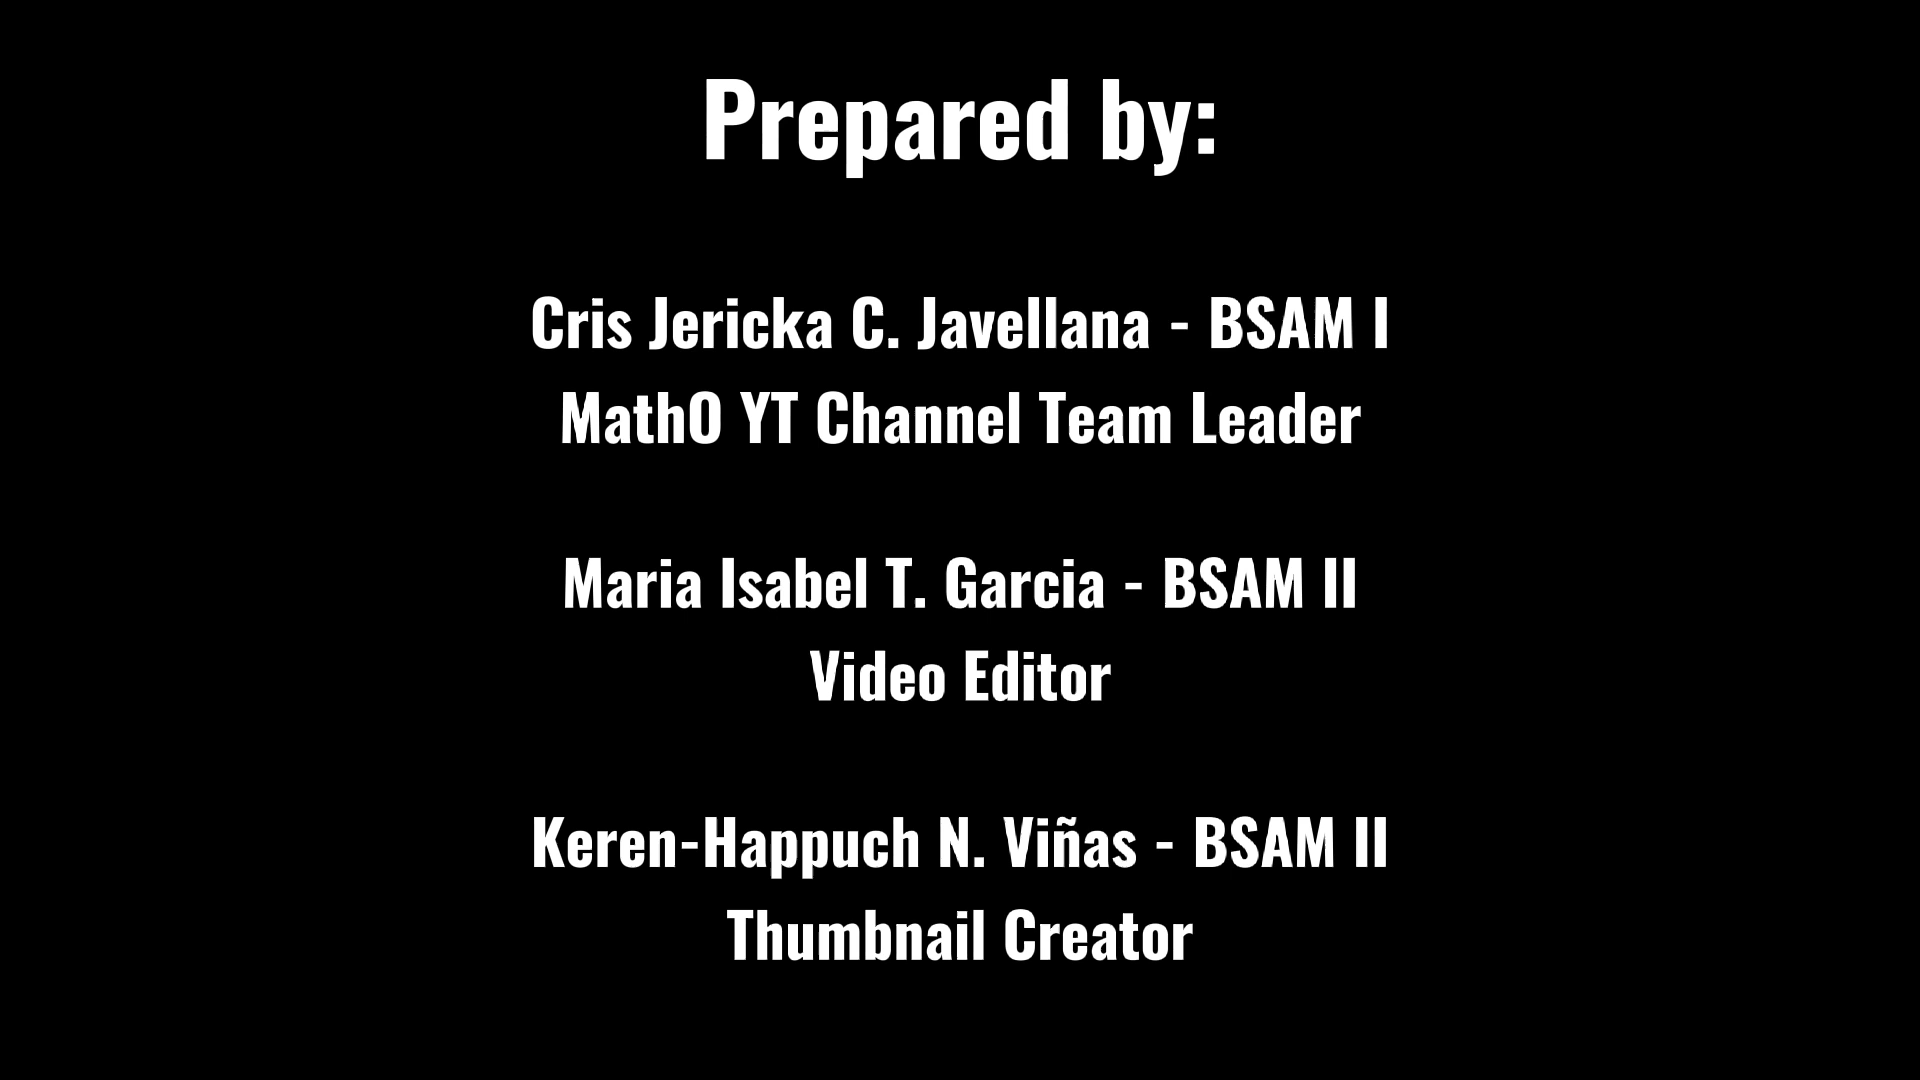 Prepared by:
Cris Jericka C. Javellana - BSAM I
MathO YT Channel Team Leader
Maria Isabel T. Garcia - BSAM II
Video Editor
Keren-Happuch N. Viñas - BSAM II
Thumbnail Creator